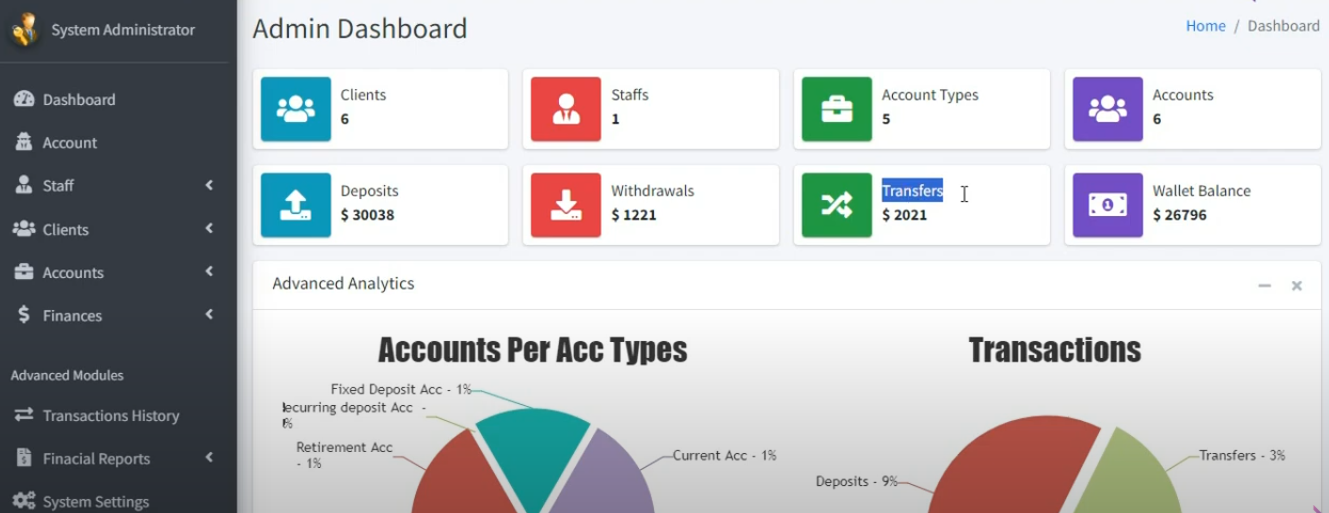 System Administrator
Admin Dashboard
Home / Dashboard
Dashboard
Account
Staff
Clients
Accounts
Finances
Advanced Modules
Transactions History
Finacial Reports
System Settings
Clients
6
Staffs
1
Account Types
5
Accounts
6
Deposits
$ 30038
Withdrawals
$ 1221
Transfers
$ 2021
Wallet Balance
$ 26796
Advanced Analytics
Accounts Per Acc Types
Fixed Deposit Acc - 1%
ecurring deposit Acc -
%
Retirement Acc
- 1%
Current Acc - 1%
Transactions
Deposits - 9%
Transfers - 3%